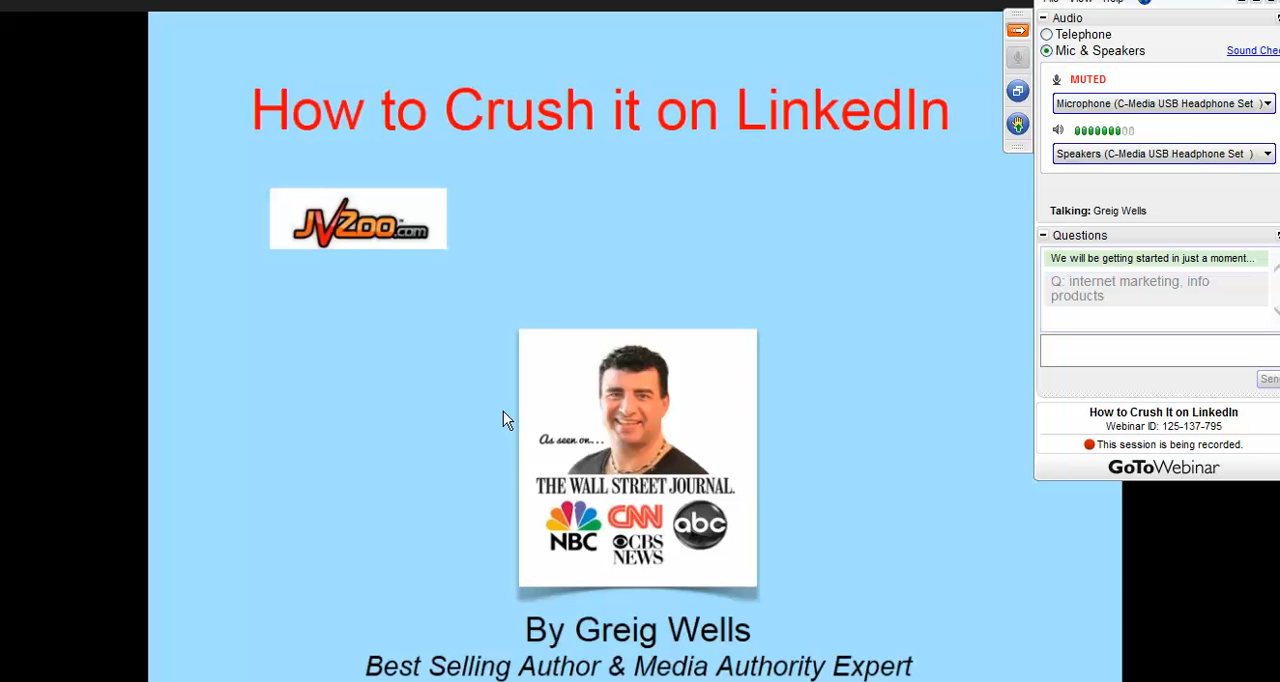 How to Crush it on LinkedIn
JVZoo.com
As seen on...
THE WALL STREET JOURNAL.
NBC
CNN
CBS
NEWS
abc
By Greig Wells
Best Selling Author & Media Authority Expert
View Help
Audio
Telephone
Mic & Speakers
Sound
MUTED
Microphone (C-Media USB Headphone Set )
Speakers (C-Media USB Headphone Set )
Talking: Greig Wells
Questions
We will be getting started in just a moment...
Q: internet marketing, info
products
How to Crush It on LinkedIn
Webinar ID: 125-137-795
This session is being recorded.
GoToWebinar